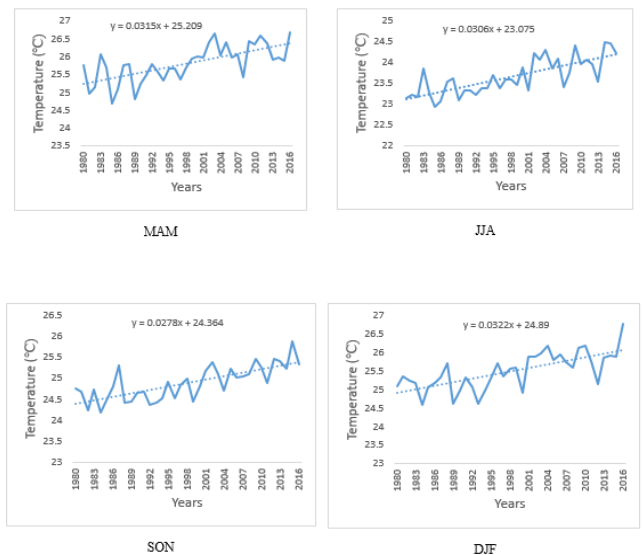 27
26.5
26
25.5
25
24.5
24
23.5
y = 0.0315x + 25.209
Temperature (°C)
1980 1983 1986 1989 1992 1995 1998 2001 2004 2007 2010 2013 2016
Years
MAM
25
24.5
24
23.5
23
22.5
22
y = 0.0306x + 23.075
Temperature (°C)
1980 1983 1986 1989 1992 1995 1998 2001 2004 2007 2010 2013 2016
Years
JJA
26.5
26
25.5
25
24.5
24
23.5
23
y = 0.0278x + 24.364
Temperature (°C)
1980 1983 1986 1989 1992 1995 1998 2001 2004 2007 2010 2013 2016
Years
SON
27
26.5
26
25.5
25
24.5
24
23.5
23
y = 0.0322x + 24.89
Temperature (°C)
1980 1983 1986 1989 1992 1995 1998 2001 2004 2007 2010 2013 2016
Years
DJF